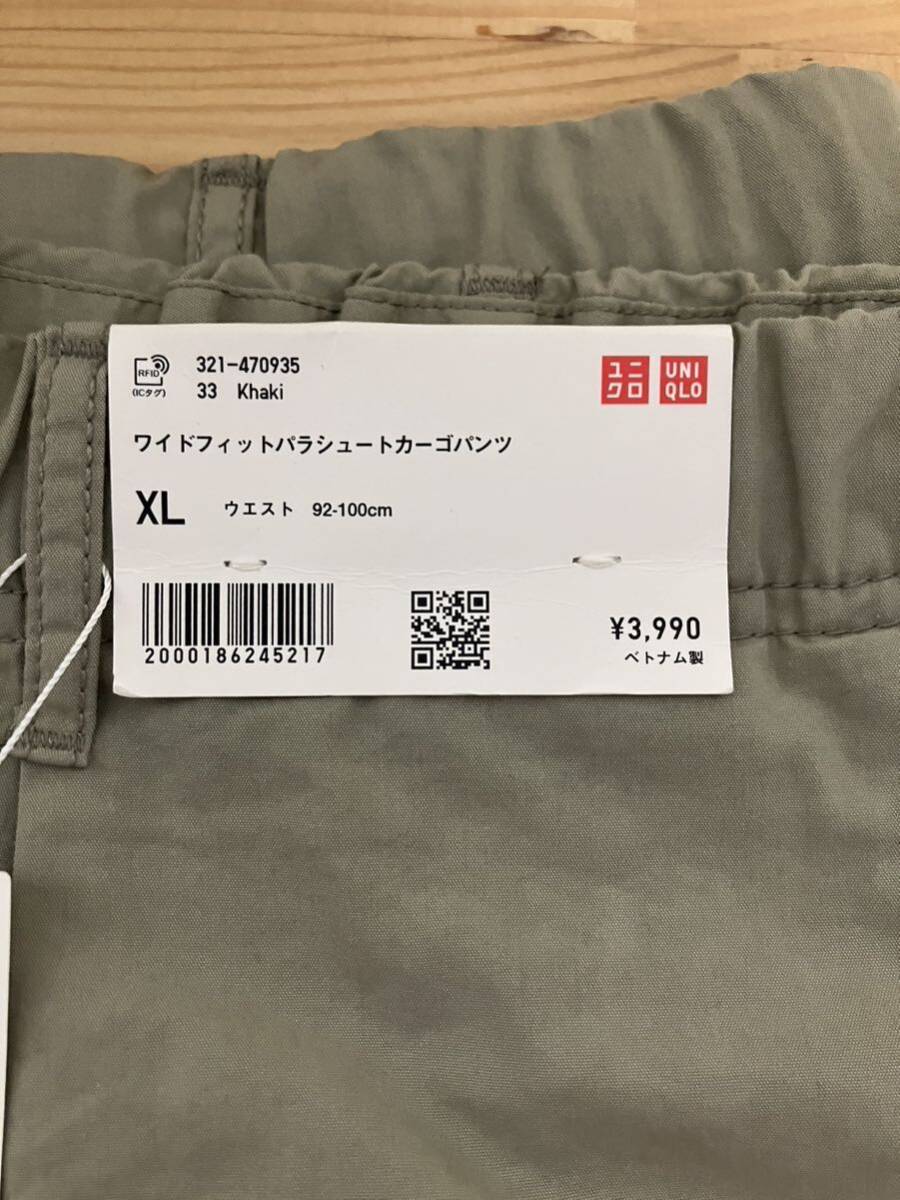 RFID
(ICタグ)
321-470935
33 Khaki
ユニ
クロ
UNI
QLO
ワイドフィットパラシュートカーゴパンツ
XL ウエスト 92-100cm
2000186245217
¥3,990
ベトナム製